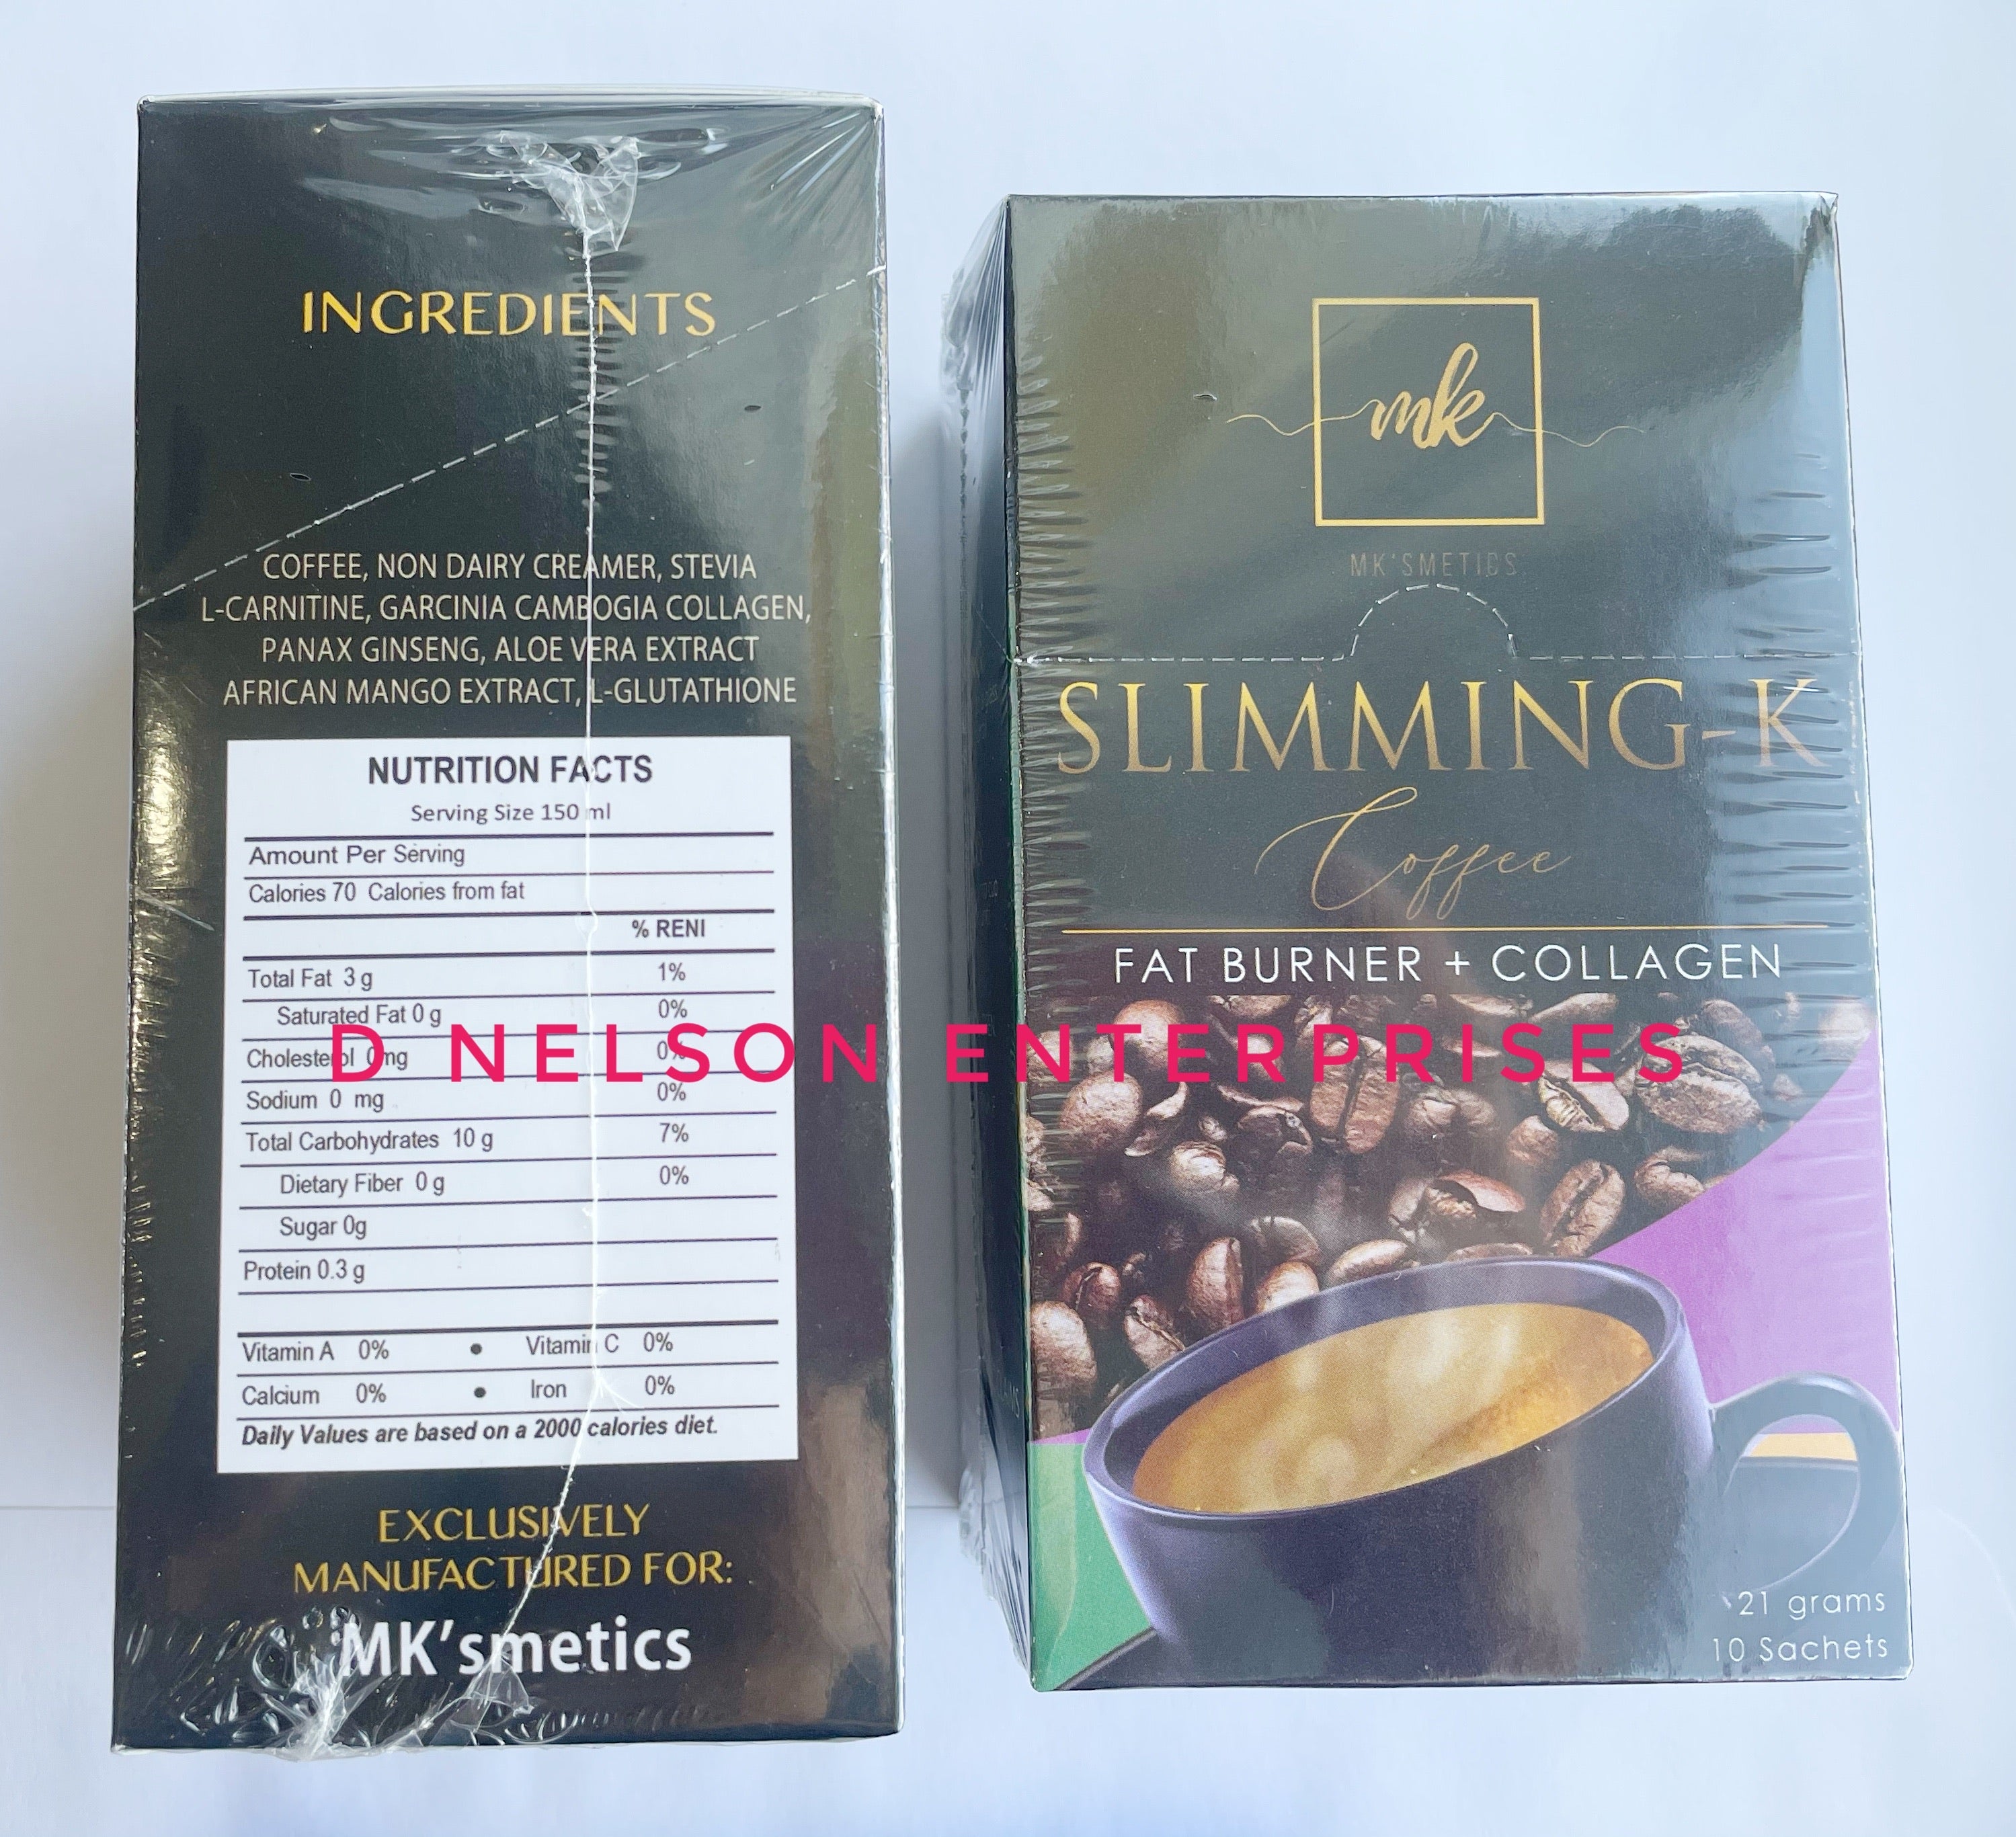 INGREDIENTS
COFFEE, NON DAIRY CREAMER, STEVIA
L-CARNITINE, GARCINIA CAMBOGIA COLLAGEN,
PANAX GINSENG, ALOE VERA EXTRACT
AFRICAN MANGO EXTRACT, L-GLUTATHIONE
NUTRITION FACTS
Serving Size 150 ml
Amount Per Serving
Calories 70 Calories from fat
% RENI
Total Fat 3 g 1%
Saturated Fat 0 g 0%
Cholesterol 0mg 0%
Sodium 0 mg 0%
Total Carbohydrates 10 g 7%
Dietary Fiber 0 g 0%
Sugar 0g
Protein 0.3 g
Vitamin A 0% • Vitamin C 0%
Calcium 0% • Iron 0%
Daily Values are based on a 2000 calories diet.
EXCLUSIVELY
MANUFACTURED FOR:
MK'smetics
mk
MK'SMETICS
SLIMMING-K
Coffee
FAT BURNER + COLLAGEN
21 grams
10 Sachets
D NELSON ENTERPRISES